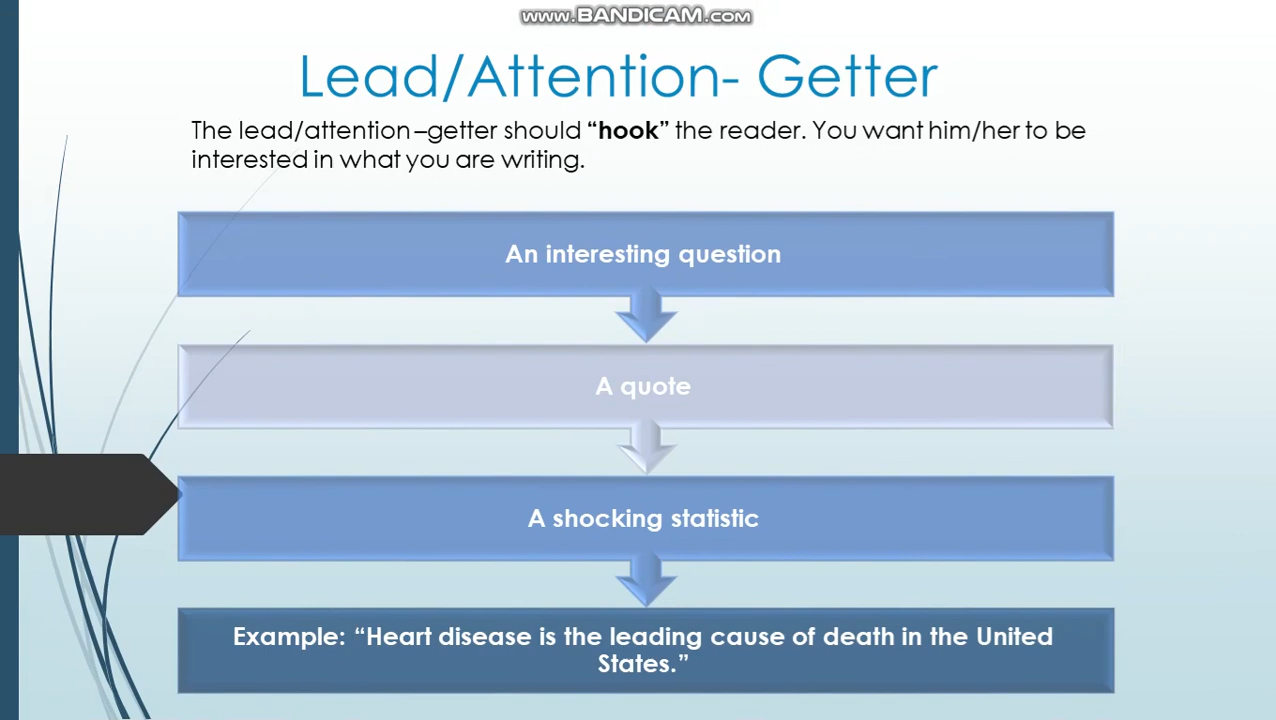 www.BANDICAM.com
Lead/Attention- Getter
The lead/attention –getter should “hook” the reader. You want him/her to be
interested in what you are writing.
An interesting question
A quote
A shocking statistic
Example: “Heart disease is the leading cause of death in the United
States.”